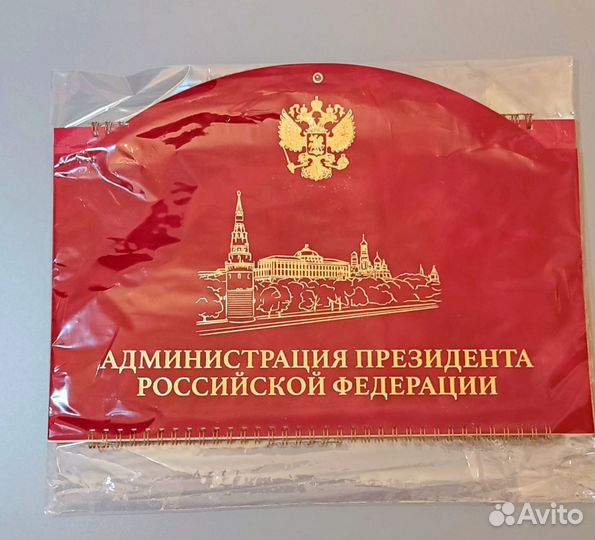 АДМИНИСТРАЦИЯ ПРЕЗИДЕНТА
РОССИЙСКОЙ ФЕДЕРАЦИИ
Avito